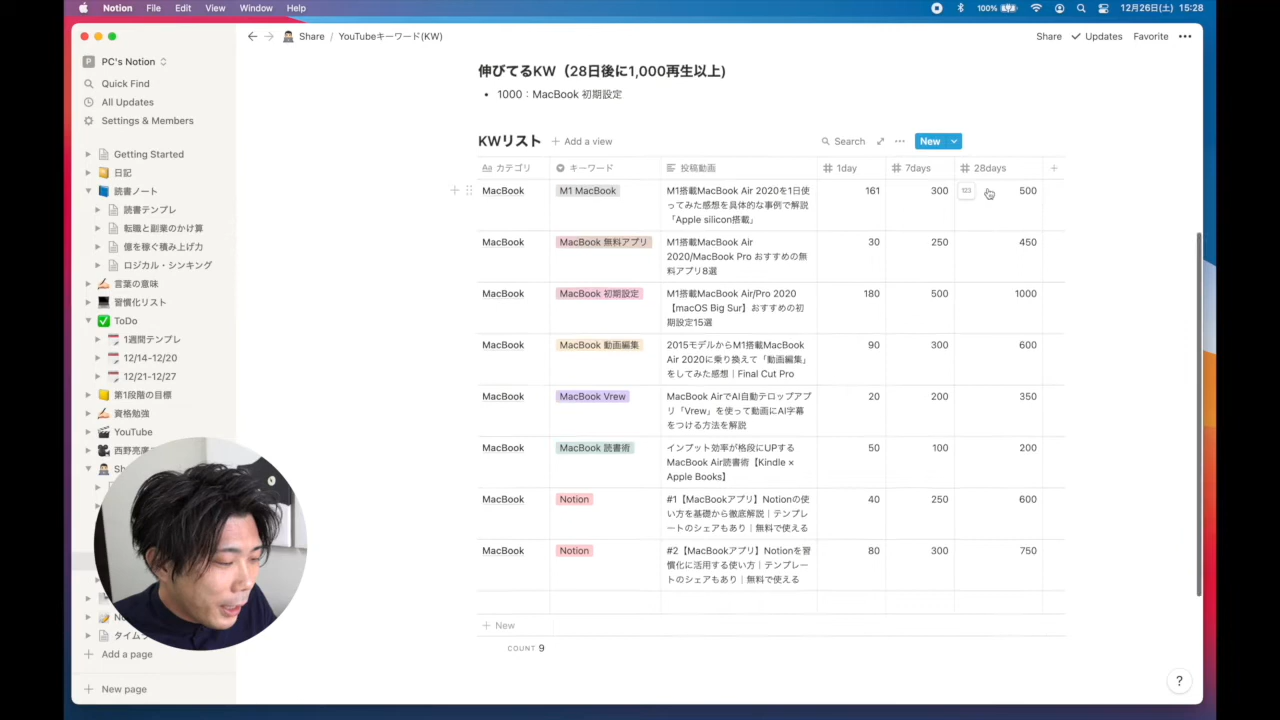 Notion File Edit View Window Help
100%
12月26日(土) 15:28
Share / YouTubeキーワード(KW)
Share Updates Favorite
P PC's Notion
Quick Find
All Updates
Settings & Members
Getting Started
日記
読書ノート
読書テンプレ
転職と副業のかけ算
億を稼ぐ積み上げ力
ロジカル・シンキング
言葉の意味
習慣化リスト
ToDo
1週間テンプレ
12/14-12/20
12/21-12/27
第1段階の目標
資格勉強
YouTube
西野亮廣
Add a page
New page
伸びてるKW（28日後に1,000再生以上)
• 1000：MacBook 初期設定
KWリスト + Add a view Search New
Aa カテゴリ キーワード 投稿動画 # 1day # 7days # 28days
MacBook M1 MacBook M1搭載MacBook Air 2020を1日使 161 300 123 500
ってみた感想を具体的な事例で解説
「Apple silicon搭載」
MacBook MacBook 無料アプリ M1搭載MacBook Air 30 250 450
2020/MacBook Pro おすすめの無
料アプリ8選
MacBook MacBook 初期設定 M1搭載MacBook Air/Pro 2020 180 500 1000
【macOS Big Sur】おすすめの初
期設定15選
MacBook MacBook 動画編集 2015モデルからM1搭載MacBook 90 300 600
Air 2020に乗り換えて「動画編集」
をしてみた感想｜Final Cut Pro
MacBook MacBook Vrew MacBook AirでAI自動テロップアプ 20 200 350
リ「Vrew」を使って動画にAI字幕
をつける方法を解説
MacBook MacBook 読書術 インプット効率が格段にUPする 50 100 200
MacBook Air読書術【Kindle ×
Apple Books】
MacBook Notion #1【MacBookアプリ】Notionの使 40 250 600
い方を基礎から徹底解説｜テンプレ
ートのシェアもあり｜無料で使える
MacBook Notion #2【MacBookアプリ】Notionを習 80 300 750
慣化に活用する使い方｜テンプレー
トのシェアもあり｜無料で使える
+ New
COUNT 9
?